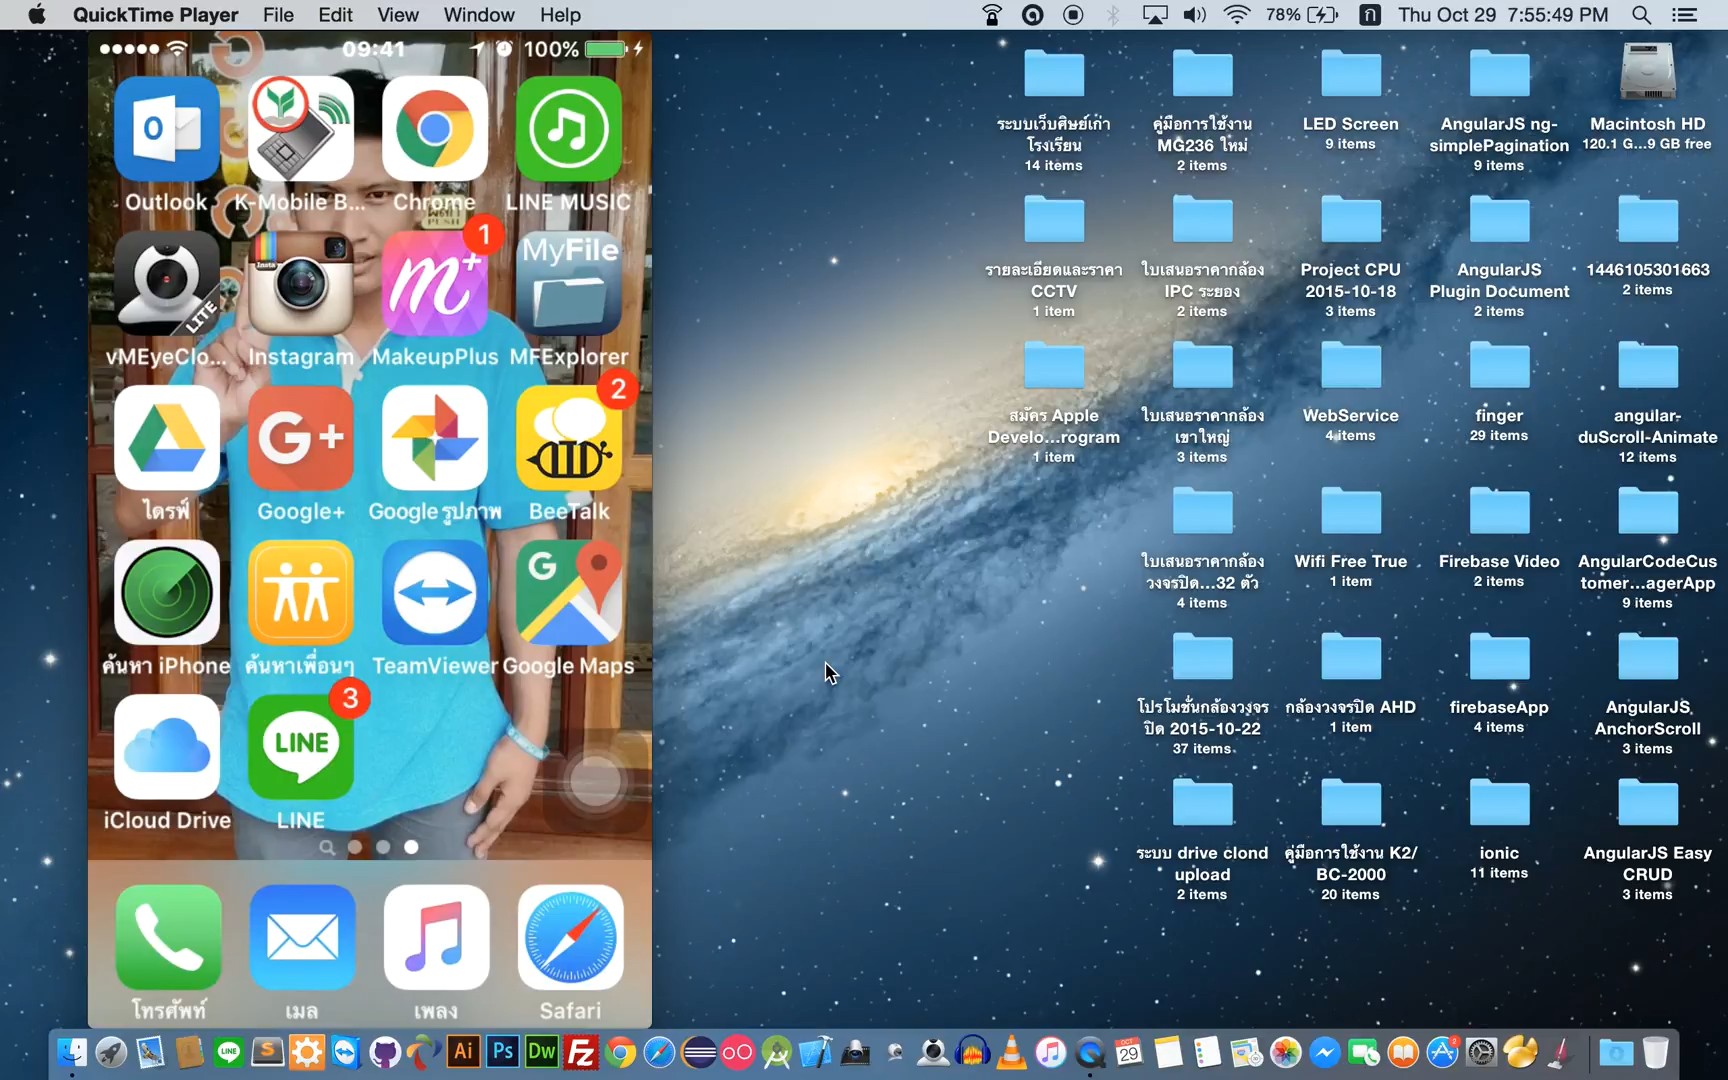 QuickTime Player File Edit View Window Help 78% ก Thu Oct 29 7:55:49 PM
09:41 100%
Outlook K-Mobile B... Chrome LINE MUSIC
MyFile
LITE
Insta
m+
1
vMEyeClo... Instagram MakeupPlus MFExplorer
G+
2
ไดรฟ์ Google+ Google รูปภาพ BeeTalk
G
ค้นหา iPhone ค้นหาเพื่อนๆ TeamViewer Google Maps
LINE
3
iCloud Drive LINE
โทรศัพท์ เมล เพลง Safari
ระบบเว็บศิษย์เก่า
โรงเรียน
14 items
คู่มือการใช้งาน
MG236 ใหม่
2 items
LED Screen
9 items
AngularJS ng-
simplePagination
9 items
Macintosh HD
120.1 G...9 GB free
รายละเอียดและราคา
CCTV
1 item
ใบเสนอราคากล้อง
IPC ระยอง
2 items
Project CPU
2015-10-18
3 items
AngularJS
Plugin Document
2 items
1446105301663
2 items
สมัคร Apple
Develo...rogram
1 item
ใบเสนอราคากล้อง
เขาใหญ่
3 items
WebService
4 items
finger
29 items
angular-
duScroll-Animate
12 items
ใบเสนอราคากล้อง
วงจรปิด...32 ตัว
4 items
Wifi Free True
1 item
Firebase Video
2 items
AngularCodeCus
tomer...agerApp
9 items
โปรโมชั่นกล้องวงจร
ปิด 2015-10-22
37 items
กล้องวงจรปิด AHD
1 item
firebaseApp
4 items
AngularJS
AnchorScroll
3 items
ระบบ drive clond
upload
2 items
คู่มือการใช้งาน K2/
BC-2000
20 items
ionic
11 items
AngularJS Easy
CRUD
3 items
LINE S Ai Ps Dw Fz OCT 29